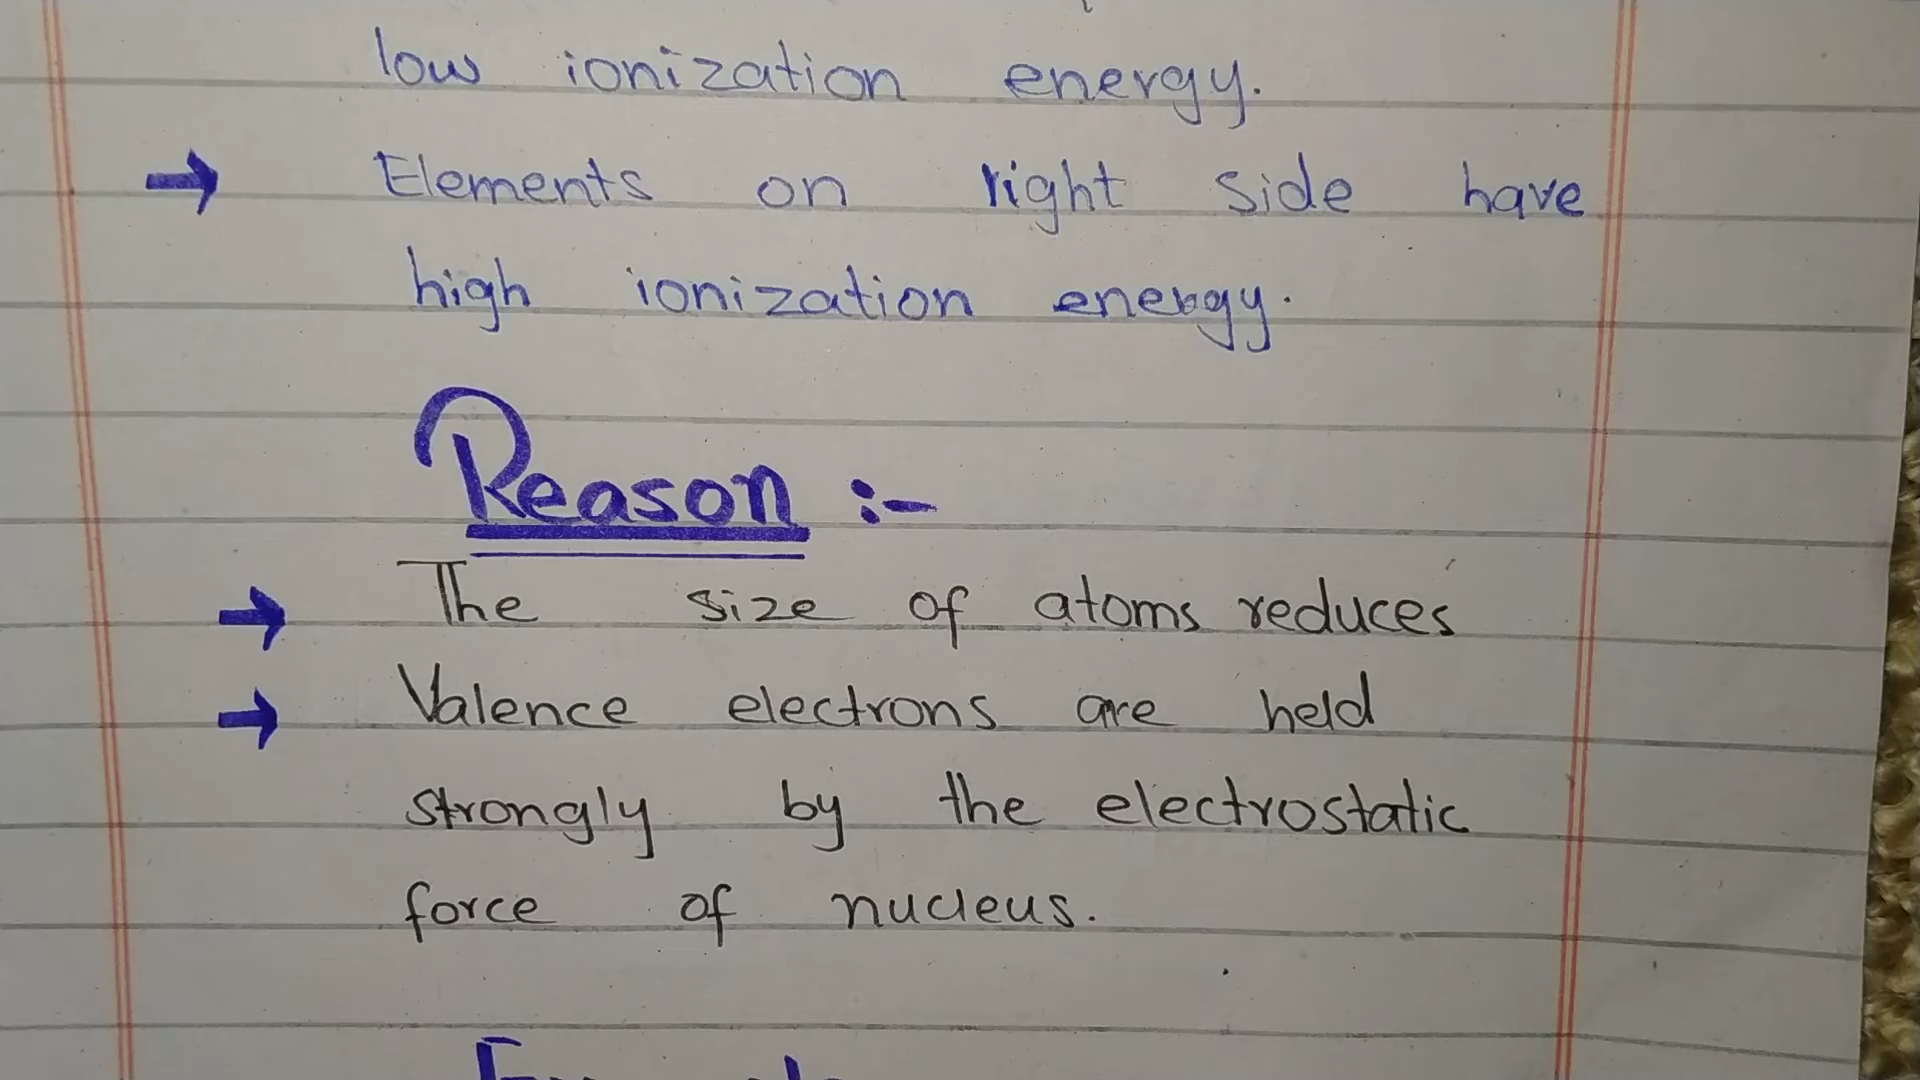 low ionization energy.
→ Elements on right side have
high ionization energy.
Reason :-
→ The size of atoms reduces
→ Valence electrons are held
strongly by the electrostatic
force of nucleus.